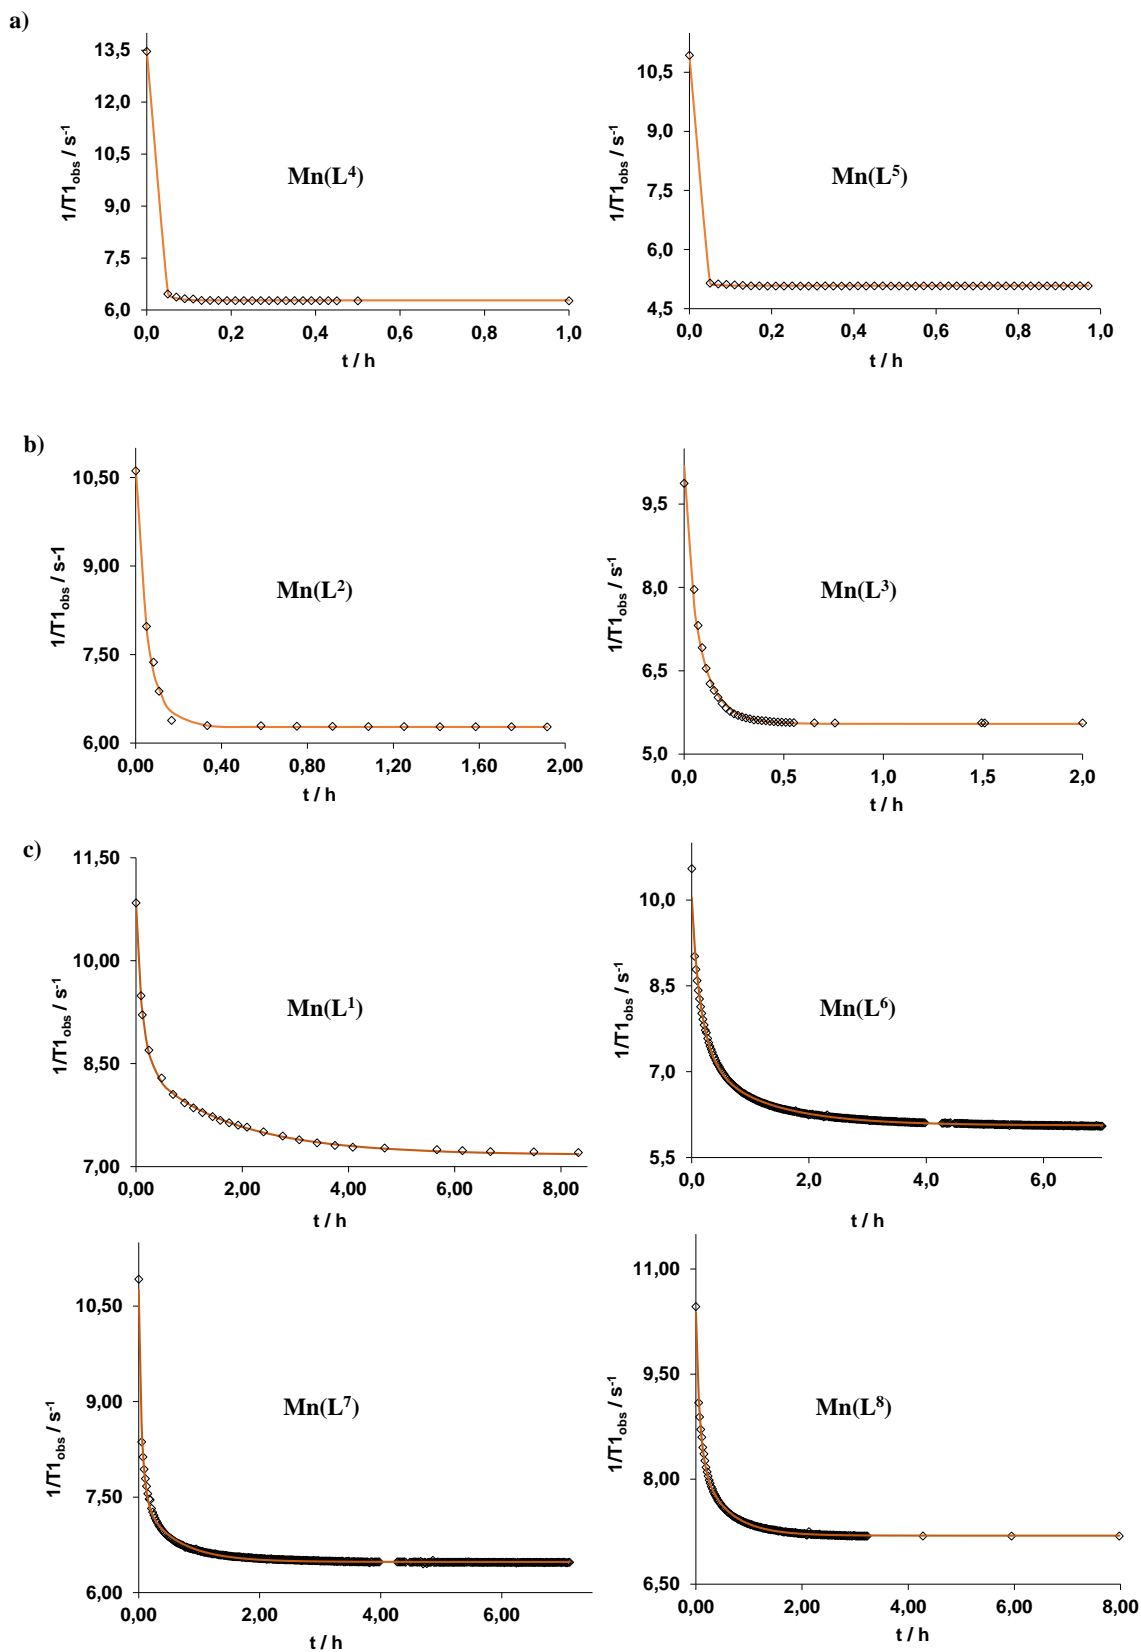 a)
13,5
12,0
10,5
9,0
7,5
6,0
1/T1obs / s-1
Mn(L4)
0,0 0,2 0,4 0,6 0,8 1,0
t / h
10,5
9,0
7,5
6,0
4,5
1/T1obs / s-1
Mn(L5)
0,0 0,2 0,4 0,6 0,8 1,0
t / h
b)
10,50
9,00
7,50
6,00
1/T1obs / s-1
Mn(L2)
0,00 0,40 0,80 1,20 1,60 2,00
t / h
9,5
8,0
6,5
5,0
1/T1obs / s-1
Mn(L3)
0,0 0,5 1,0 1,5 2,0
t / h
c)
11,50
10,00
8,50
7,00
1/T1obs / s-1
Mn(L1)
0,00 2,00 4,00 6,00 8,00
t / h
10,0
8,5
7,0
5,5
1/T1obs / s-1
Mn(L6)
0,0 2,0 4,0 6,0
t / h
10,50
9,00
7,50
6,00
1/T1obs / s-1
Mn(L7)
0,00 2,00 4,00 6,00
t / h
11,00
9,50
8,00
6,50
1/T1obs / s-1
Mn(L8)
0,00 2,00 4,00 6,00 8,00
t / h